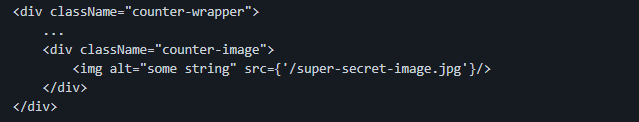 <div className="counter-wrapper">
...
<div className="counter-image">
<img alt="some string" src={'/super-secret-image.jpg'}/>
</div>
</div>